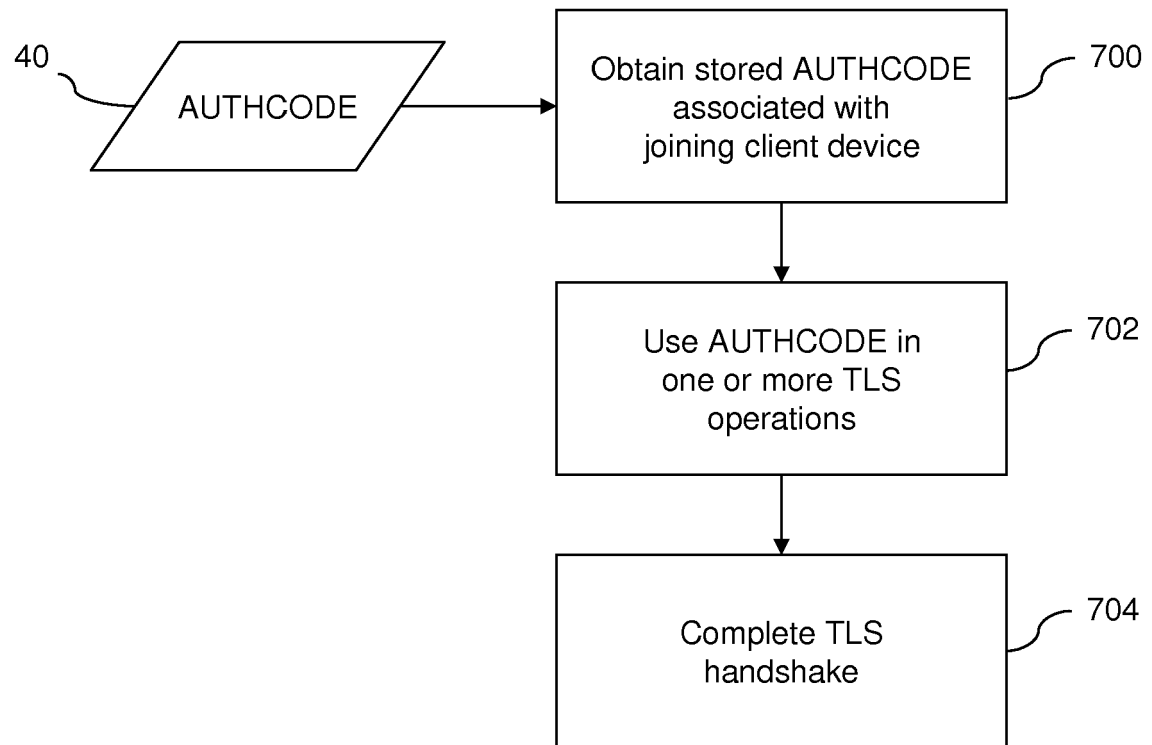 40
AUTHCODE
Obtain stored AUTHCODE
associated with
joining client device
700
Use AUTHCODE in
one or more TLS
operations
702
Complete TLS
handshake
704